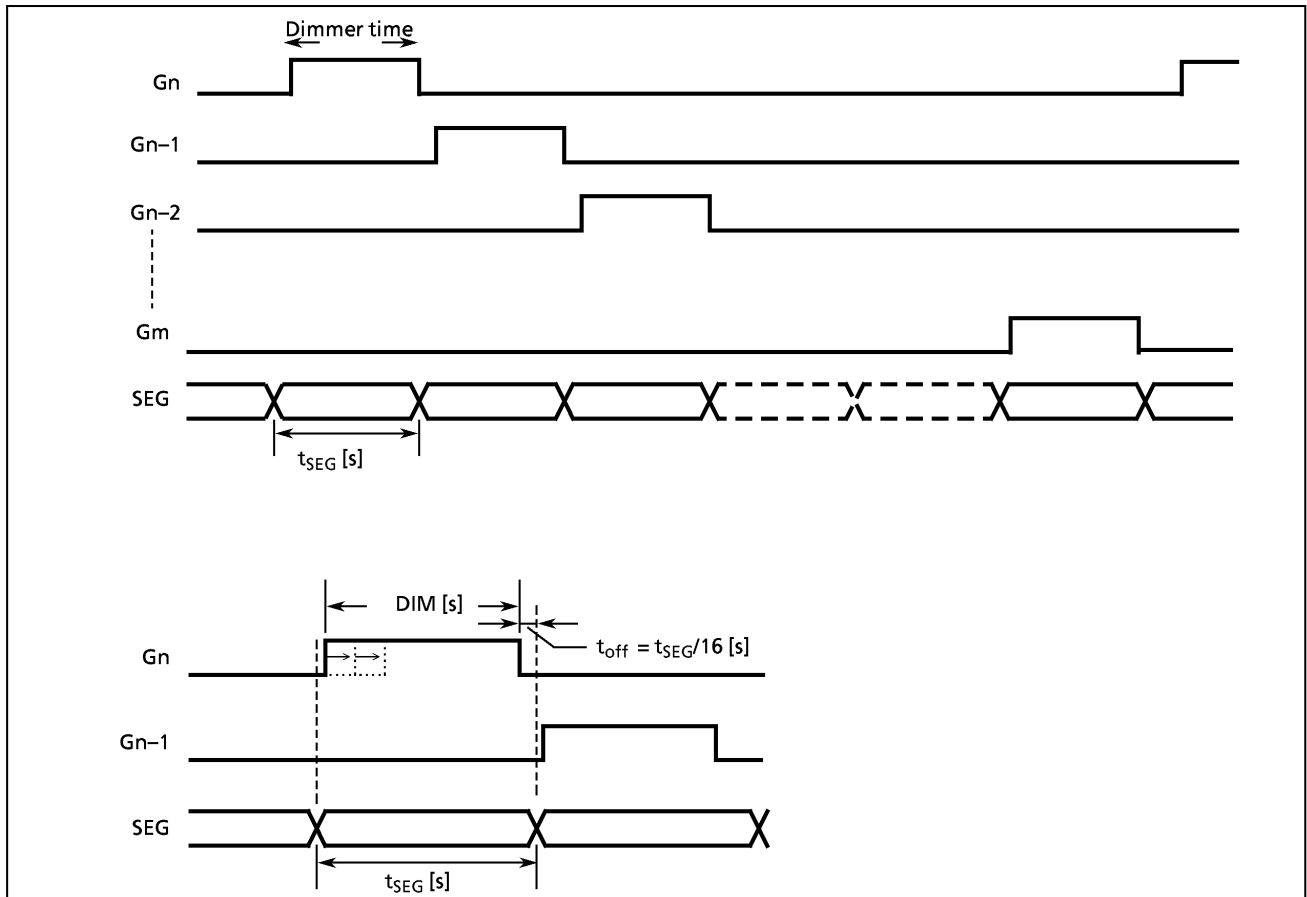 Dimmer time
Gn
Gn–1
Gn–2
Gm
SEG
tSEG [s]
DIM [s]
toff = tSEG/16 [s]
Gn
Gn–1
SEG
tSEG [s]